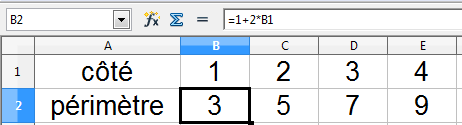 B2 =1+2*B1
A B C D E
1 côté 1 2 3 4
2 périmètre 3 5 7 9